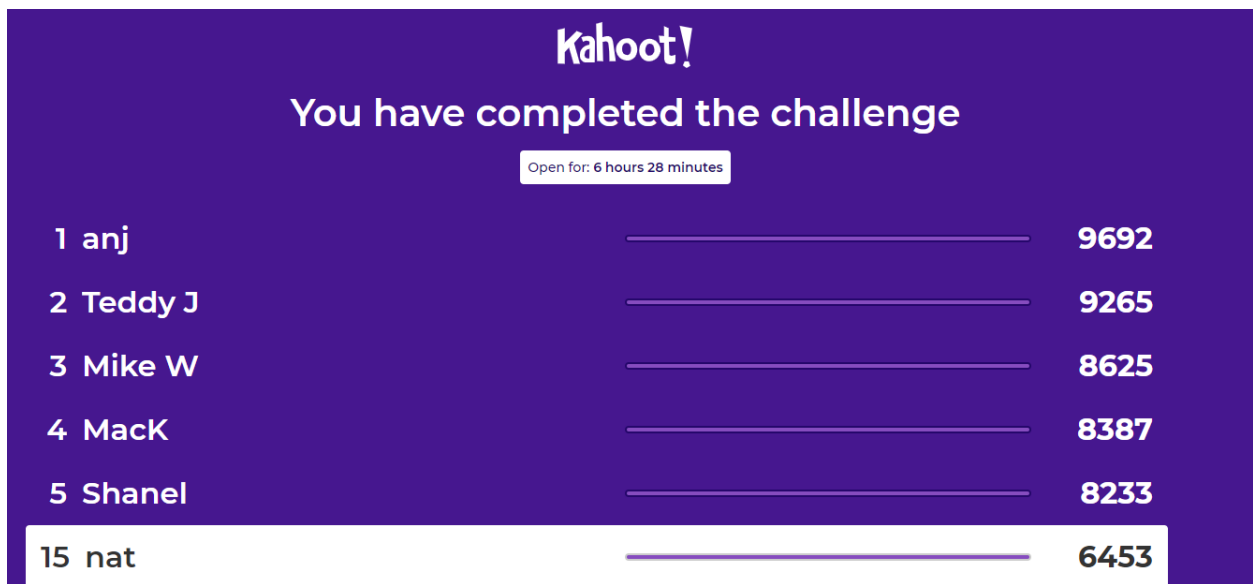 Kahoot!
You have completed the challenge
Open for: 6 hours 28 minutes
1 anj 9692
2 Teddy J 9265
3 Mike W 8625
4 MacK 8387
5 Shanel 8233
15 nat 6453